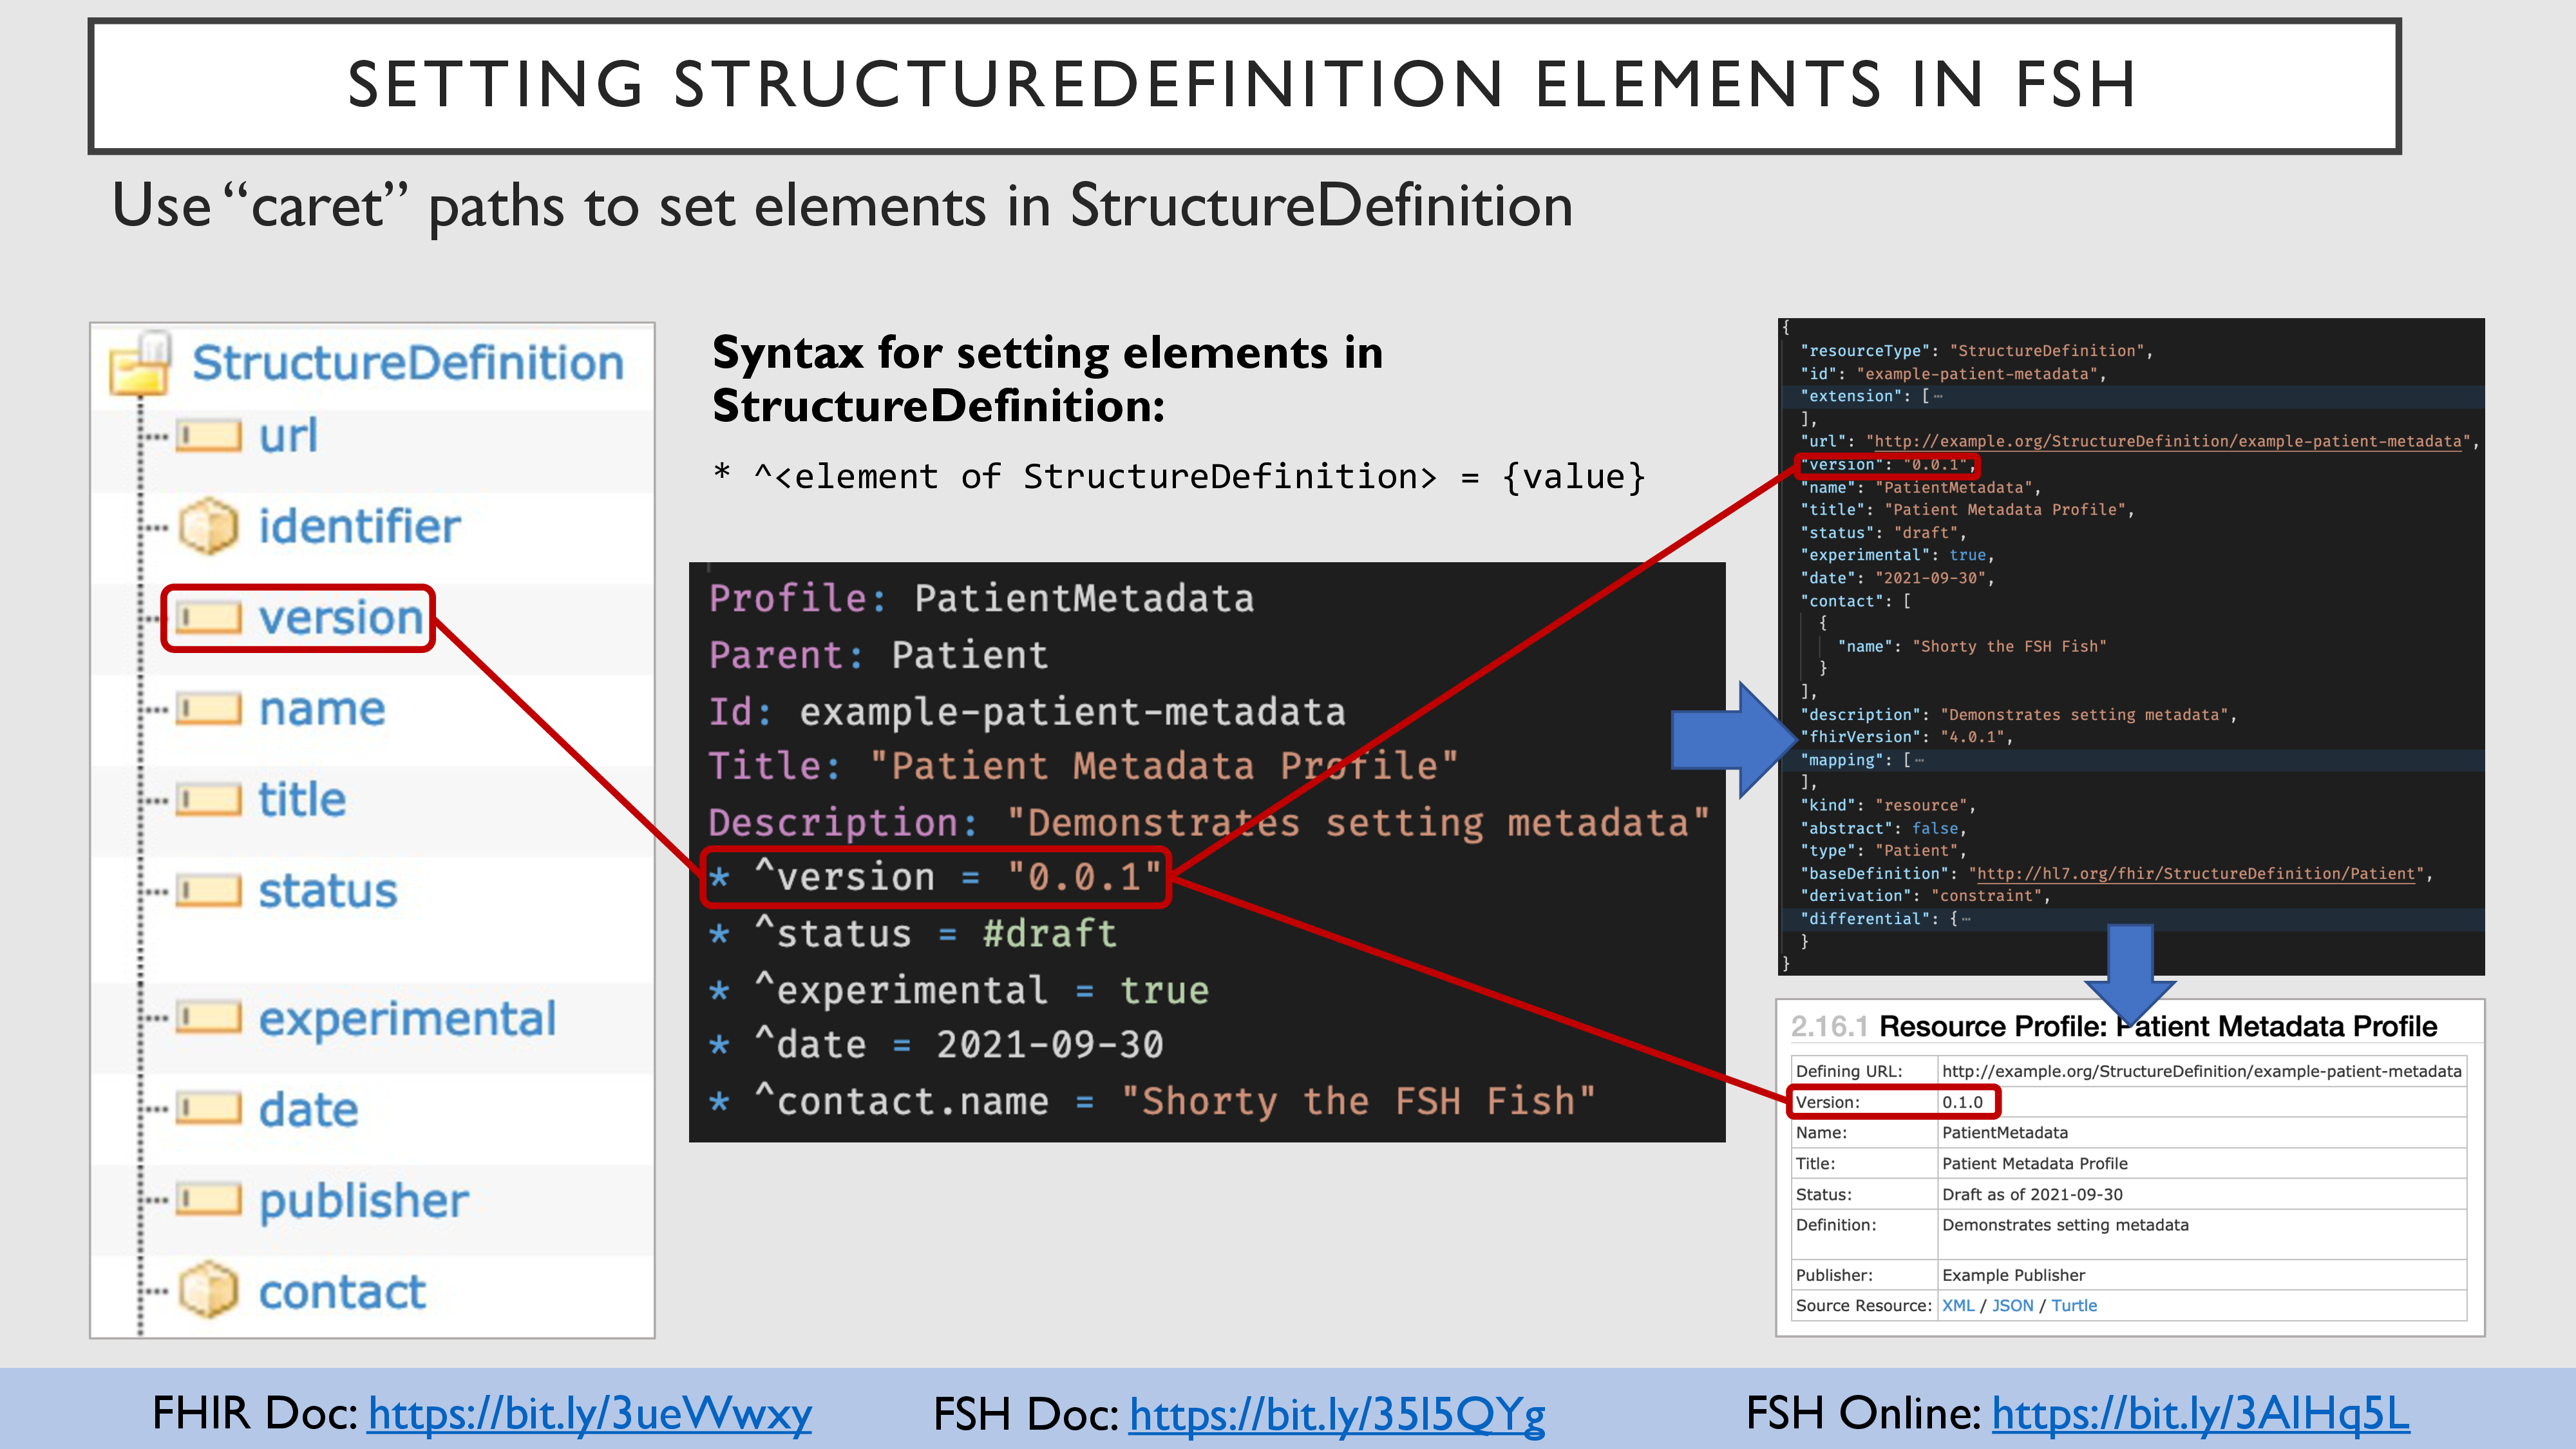 SETTING STRUCTUREDEFINITION ELEMENTS IN FSH
Use “caret” paths to set elements in StructureDefinition
StructureDefinition
url
identifier
version
name
title
status
experimental
date
publisher
contact
Syntax for setting elements in
StructureDefinition:
* ^<element of StructureDefinition> = {value}
Profile: PatientMetadata
Parent: Patient
Id: example-patient-metadata
Title: "Patient Metadata Profile"
Description: "Demonstrates setting metadata"
* ^version = "0.0.1"
* ^status = #draft
* ^experimental = true
* ^date = 2021-09-30
* ^contact.name = "Shorty the FSH Fish"
{
"resourceType": "StructureDefinition",
"id": "example-patient-metadata",
"extension": [ ⋯
],
"url": "http://example.org/StructureDefinition/example-patient-metadata",
"version": "0.0.1",
"name": "PatientMetadata",
"title": "Patient Metadata Profile",
"status": "draft",
"experimental": true,
"date": "2021-09-30",
"contact": [
{
"name": "Shorty the FSH Fish"
}
],
"description": "Demonstrates setting metadata",
"fhirVersion": "4.0.1",
"mapping": [ ⋯
],
"kind": "resource",
"abstract": false,
"type": "Patient",
"baseDefinition": "http://hl7.org/fhir/StructureDefinition/Patient",
"derivation": "constraint",
"differential": { ⋯
}
}
2.16.1 Resource Profile: Patient Metadata Profile
Defining URL: http://example.org/StructureDefinition/example-patient-metadata
Version: 0.1.0
Name: PatientMetadata
Title: Patient Metadata Profile
Status: Draft as of 2021-09-30
Definition: Demonstrates setting metadata
Publisher: Example Publisher
Source Resource: XML / JSON / Turtle
FHIR Doc: https://bit.ly/3ueWwxy
FSH Doc: https://bit.ly/35I5QYg
FSH Online: https://bit.ly/3AIHq5L